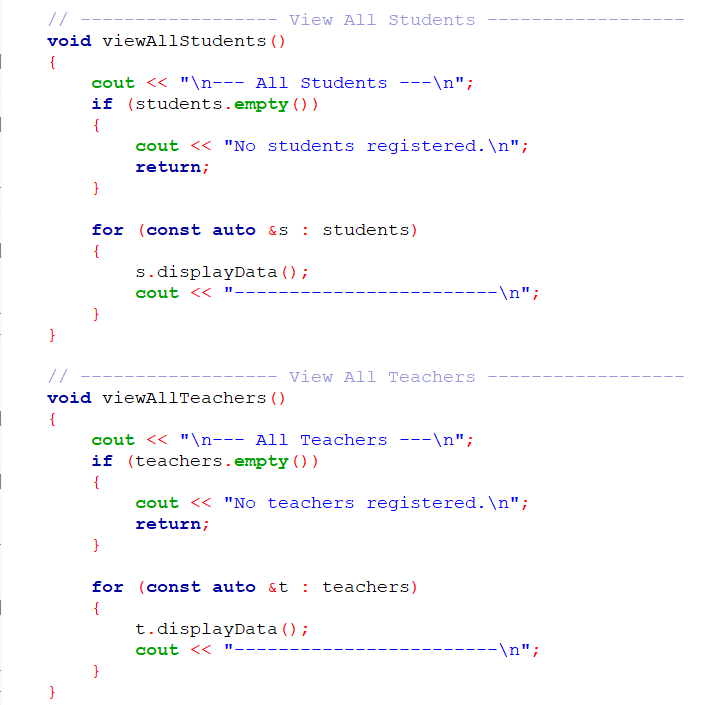 // ------------------ View All Students ------------------
void viewAllStudents()
{
cout << "\n--- All Students ---\n";
if (students.empty())
{
cout << "No students registered.\n";
return;
}
for (const auto &s : students)
{
s.displayData();
cout << "------------------------\n";
}
}
// ------------------ View All Teachers ------------------
void viewAllTeachers()
{
cout << "\n--- All Teachers ---\n";
if (teachers.empty())
{
cout << "No teachers registered.\n";
return;
}
for (const auto &t : teachers)
{
t.displayData();
cout << "------------------------\n";
}
}